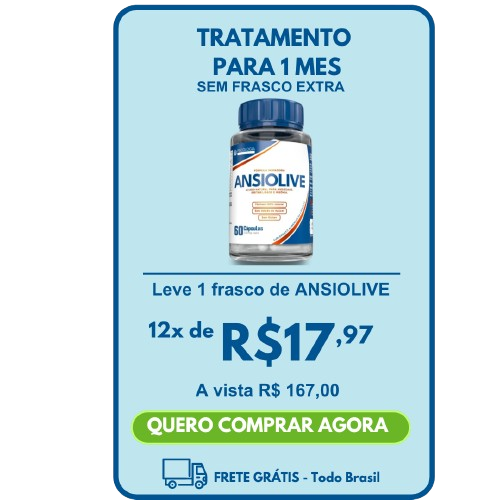 TRATAMENTO
PARA 1 MES
SEM FRASCO EXTRA
ANSIOLIVE
60 Cápsulas
Leve 1 frasco de ANSIOLIVE
12x de R$17,97
A vista R$ 167,00
QUERO COMPRAR AGORA
FRETE GRÁTIS - Todo Brasil